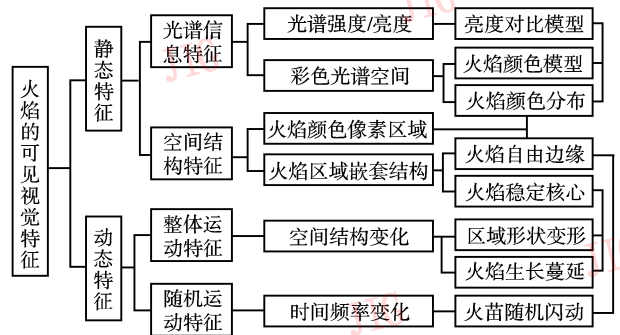 火焰的可见视觉特征
静态特征
光谱信
息特征
光谱强度/亮度
亮度对比模型
彩色光谱空间
火焰颜色模型
火焰颜色分布
空间结
构特征
火焰颜色像素区域
火焰区域嵌套结构
火焰自由边缘
火焰稳定核心
动态特征
整体运
动特征
空间结构变化
区域形状变形
火焰生长蔓延
随机运
动特征
时间频率变化
火苗随机闪动
JIG
JIG
JIG
JIG